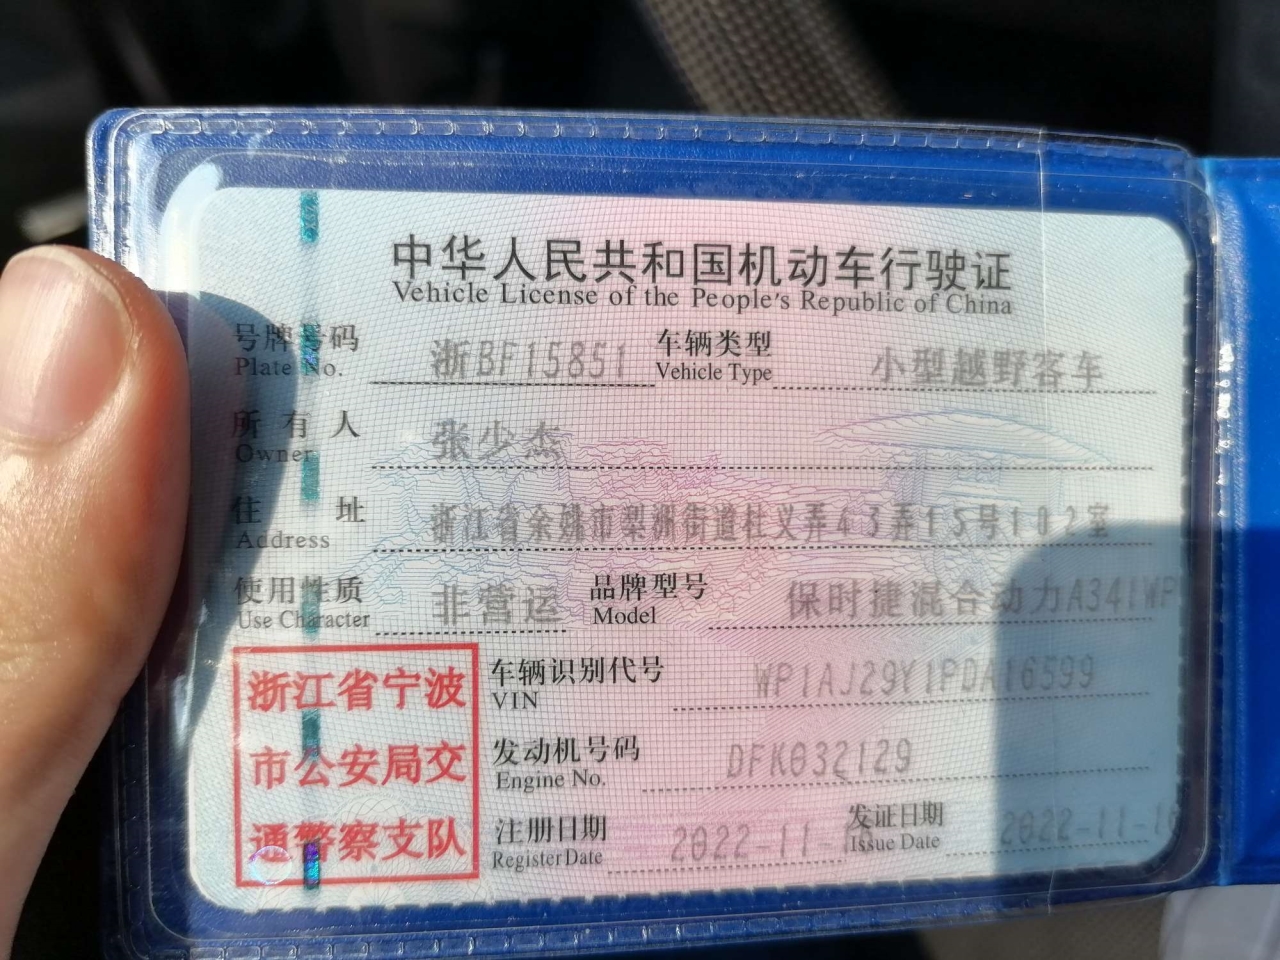 中华人民共和国机动车行驶证
Vehicle License of the People's Republic of China
号牌号码 浙BF15851 车辆类型 小型越野客车
Plate No. Vehicle Type
所有人 张少杰
Owner
住址 浙江省余姚市梨洲街道杜义弄43弄15号102室
Address
使用性质 非营运 品牌型号 保时捷混合动力A341WP
Use Character Model
浙江省宁波
市公安局交
通警察支队
车辆识别代号 WP1AJ29Y1PDA16599
VIN
发动机号码 DFK032129
Engine No.
注册日期 2022-11- 发证日期 2022-11-16
Register Date Issue Date